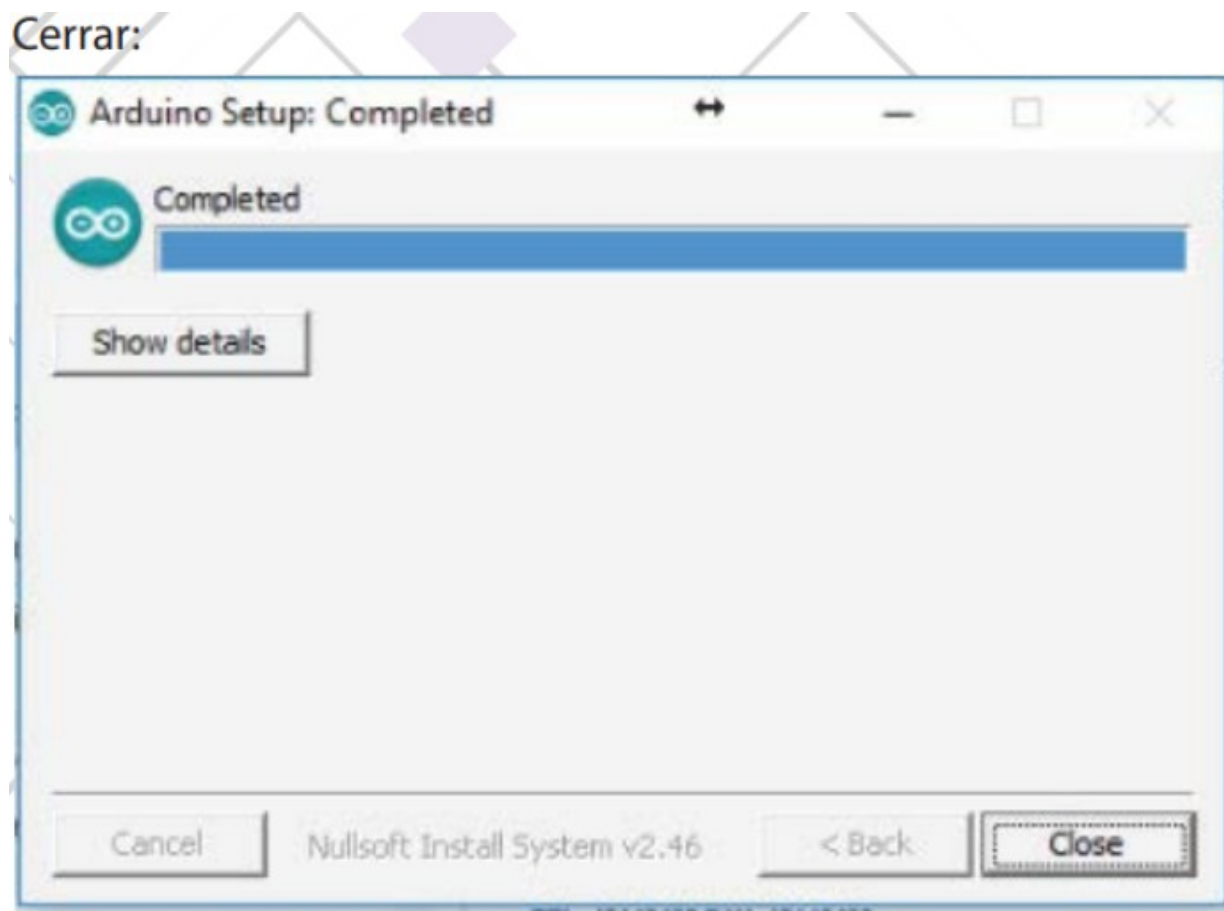 Cerrar:
Arduino Setup: Completed
Completed
Show details
Cancel
Nullsoft Install System v2.46
< Back
Close